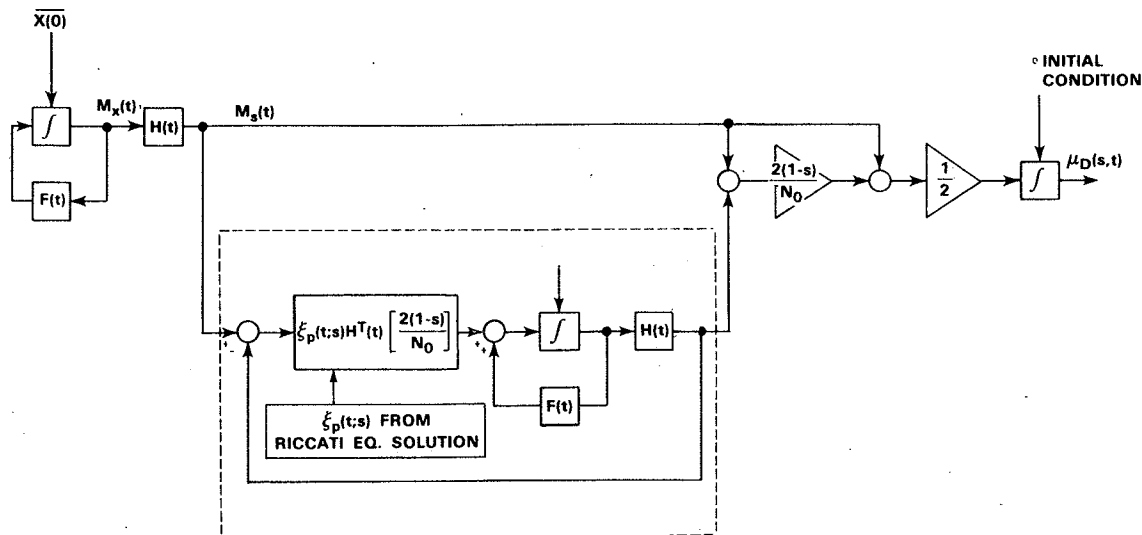 X(0)
INITIAL
CONDITION
∫
M_x(t)
H(t)
M_s(t)
F(t)
2(1-s)
N_0
1
2
∫
μ_D(s,t)
ξ_p(t;s)H^T(t) [2(1-s)/N_0]
∫
H(t)
+ -
+ +
F(t)
ξ_p(t;s) FROM
RICCATI EQ. SOLUTION